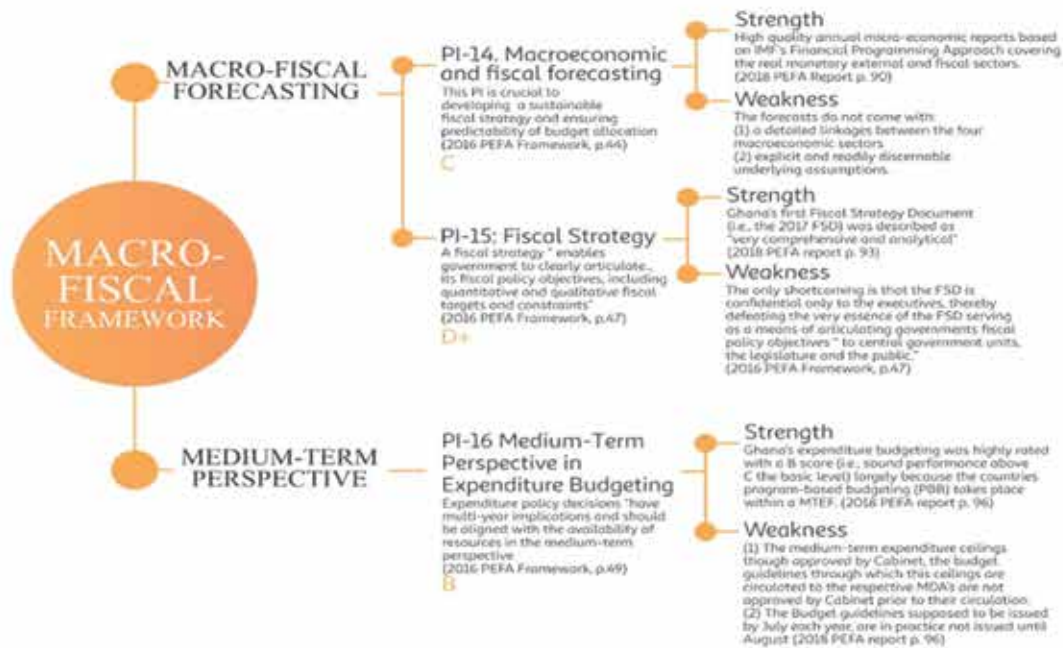 MACRO-
FISCAL
FRAMEWORK
MACRO-FISCAL
FORECASTING
PI-14. Macroeconomic
and fiscal forecasting
This PI is crucial to
developing a sustainable
fiscal strategy and ensuring
predictability of budget allocation
(2016 PEFA Framework, p.44)
C
Strength
High quality annual micro-economic reports based
on IMF's Financial Programming Approach covering
the real monetary external and fiscal sectors.
(2018 PEFA Report p. 90)
Weakness
The forecasts do not come with:
(1) a detailed linkages between the four
macroeconomic sectors
(2) explicit and readily discernable
underlying assumptions.
PI-15: Fiscal Strategy
A fiscal strategy " enables
government to clearly articulate..
its fiscal policy objectives, including
quantitative and qualitative fiscal
targets and constraints"
(2016 PEFA Framework, p.47)
D+
Strength
Ghana's first Fiscal Strategy Document
(i.e., the 2017 FSD) was described as
"very comprehensive and analytical"
(2018 PEFA report p. 93)
Weakness
The only shortcoming is that the FSD is
confidential only to the executives, thereby
defeating the very essence of the FSD serving
as a means of articulating governments fiscal
policy objectives " to central government units,
the legislature and the public."
(2016 PEFA Framework, p.47)
MEDIUM-TERM
PERSPECTIVE
PI-16 Medium-Term
Perspective in
Expenditure Budgeting
Expenditure policy decisions "have
multi-year implications and should
be aligned with the availability of
resources in the medium-term
perspective
(2016 PEFA Framework, p.49)
B
Strength
Ghana's expenditure budgeting was highly rated
with a B score (i.e., sound performance above
C the basic level) largely because the countries
program-based budgeting (PBB) takes place
within a MTEF. (2016 PEFA report p. 96)
Weakness
(1) The medium-term expenditure ceilings
though approved by Cabinet, the budget
guidelines through which this ceilings are
circulated to the respective MDA's are not
approved by Cabinet prior to their circulation.
(2) The Budget guidelines supposed to be issued
by July each year, are in practice not issued until
August (2018 PEFA report p. 96)